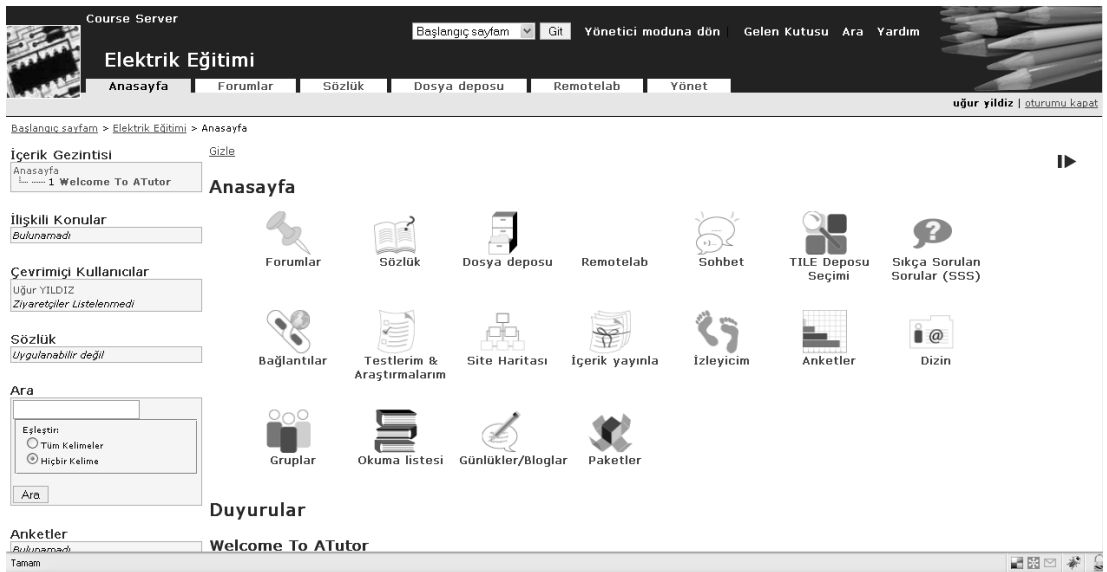 Course Server
Başlangıç sayfam Git Yönetici moduna dön Gelen Kutusu Ara Yardım
Elektrik Eğitimi
Anasayfa Forumlar Sözlük Dosya deposu Remotelab Yönet
uğur yildiz | oturumu kapat
Başlangıç sayfam > Elektrik Eğitimi > Anasayfa
İçerik Gezintisi
Anasayfa
1 Welcome To ATutor
İlişkili Konular
Bulunamadı
Çevrimiçi Kullanıcılar
Uğur YILDIZ
Ziyaretçiler Listelenmedi
Sözlük
Uygulanabilir değil
Ara
Eşleştir:
Tüm Kelimeler
Hiçbir Kelime
Ara
Anketler
Bulunamadı
Gizle
Anasayfa
Forumlar Sözlük Dosya deposu Remotelab Sohbet TILE Deposu Sıkça Sorulan
Seçimi Sorular (SSS)
Bağlantılar Testlerim & Site Haritası İçerik yayınla İzleyicim Anketler Dizin
Araştırmalarım
Gruplar Okuma listesi Günlükler/Bloglar Paketler
Duyurular
Welcome To ATutor
Tamam